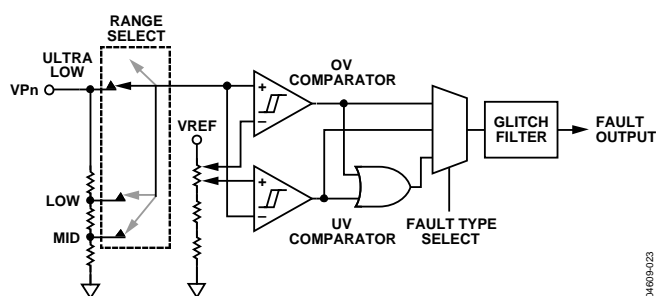 RANGE
SELECT
ULTRA
LOW
VPn
LOW
MID
VREF
+
−
+
−
OV
COMPARATOR
UV
COMPARATOR
FAULT TYPE
SELECT
GLITCH
FILTER
FAULT
OUTPUT
04609-023